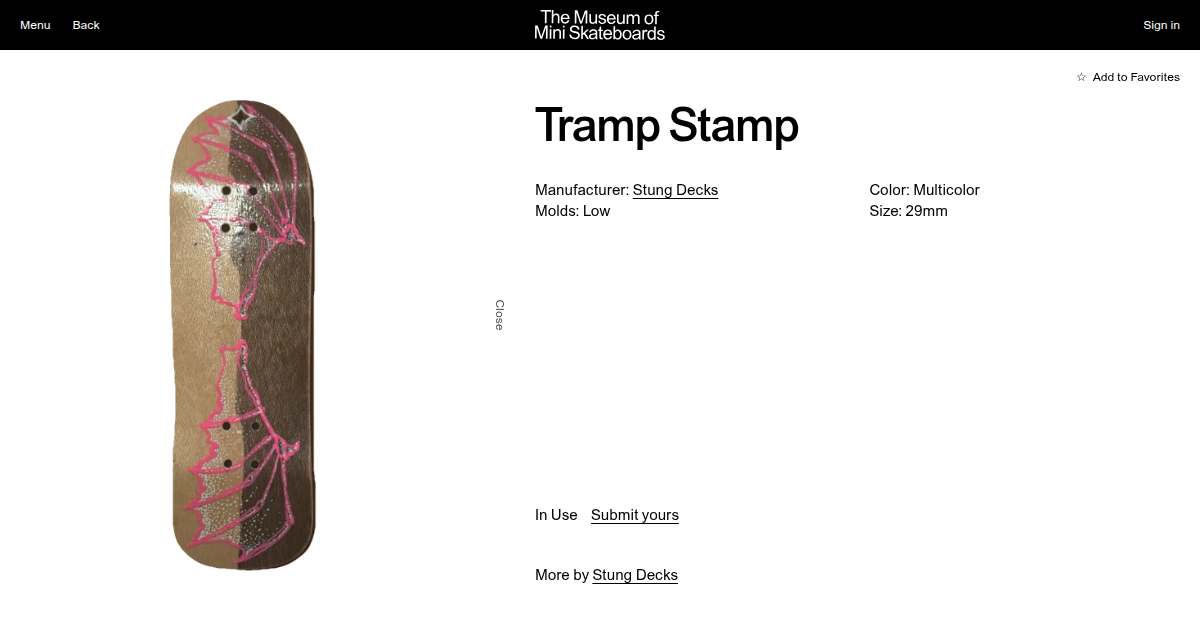 Menu
Back
The Museum of
Mini Skateboards
Sign in
☆ Add to Favorites
Tramp Stamp
Manufacturer: Stung Decks
Molds: Low
Color: Multicolor
Size: 29mm
Close
In Use Submit yours
More by Stung Decks